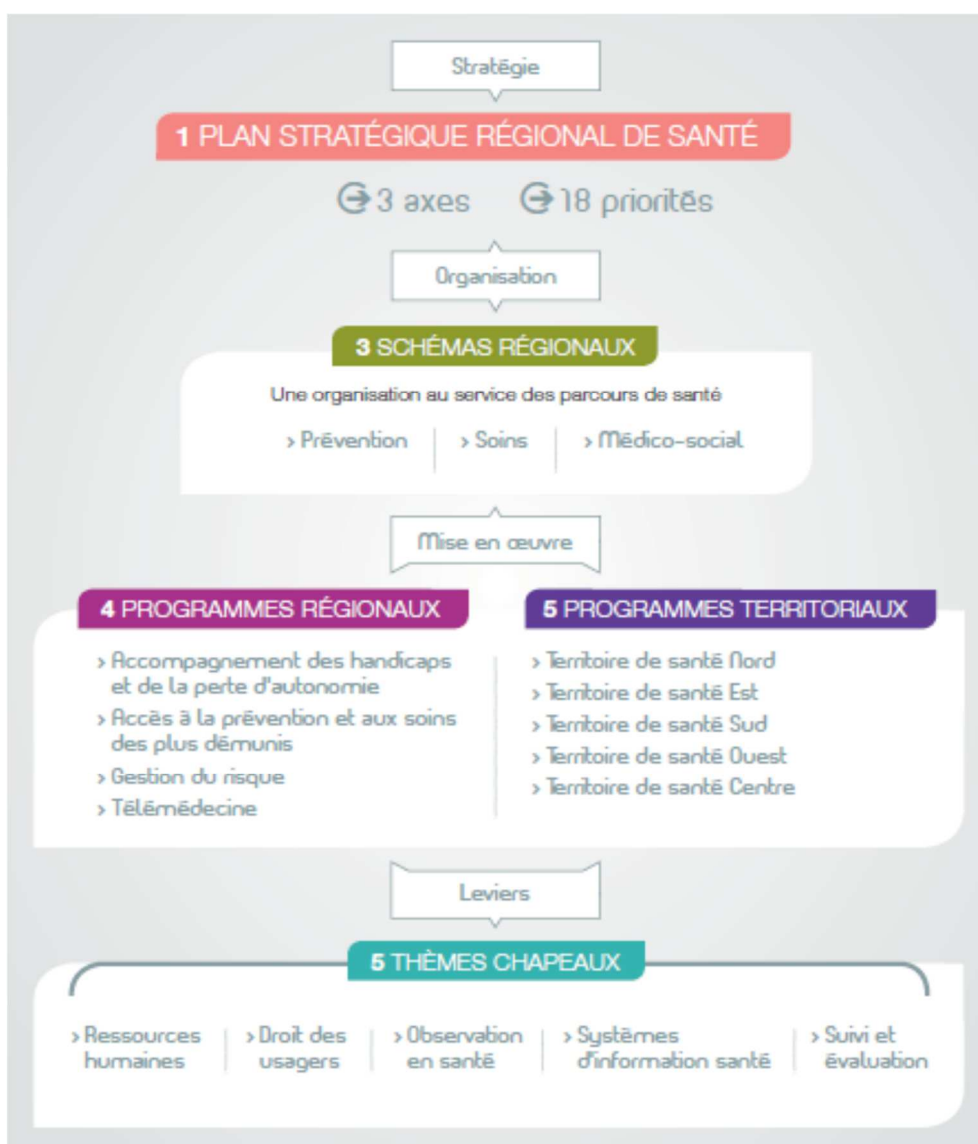 Stratégie
1 PLAN STRATÉGIQUE RÉGIONAL DE SANTÉ
3 axes 18 priorités
Organisation
3 SCHÉMAS RÉGIONAUX
Une organisation au service des parcours de santé
› Prévention › Soins › Médico-social
Mise en œuvre
4 PROGRAMMES RÉGIONAUX
› Accompagnement des handicaps
et de la perte d'autonomie
› Accès à la prévention et aux soins
des plus démunis
› Gestion du risque
› Télémédecine
5 PROGRAMMES TERRITORIAUX
› Territoire de santé Nord
› Territoire de santé Est
› Territoire de santé Sud
› Territoire de santé Ouest
› Territoire de santé Centre
Leviers
5 THÈMES CHAPEAUX
› Ressources
humaines
› Droit des
usagers
› Observation
en santé
› Systèmes
d'information santé
› Suivi et
évaluation